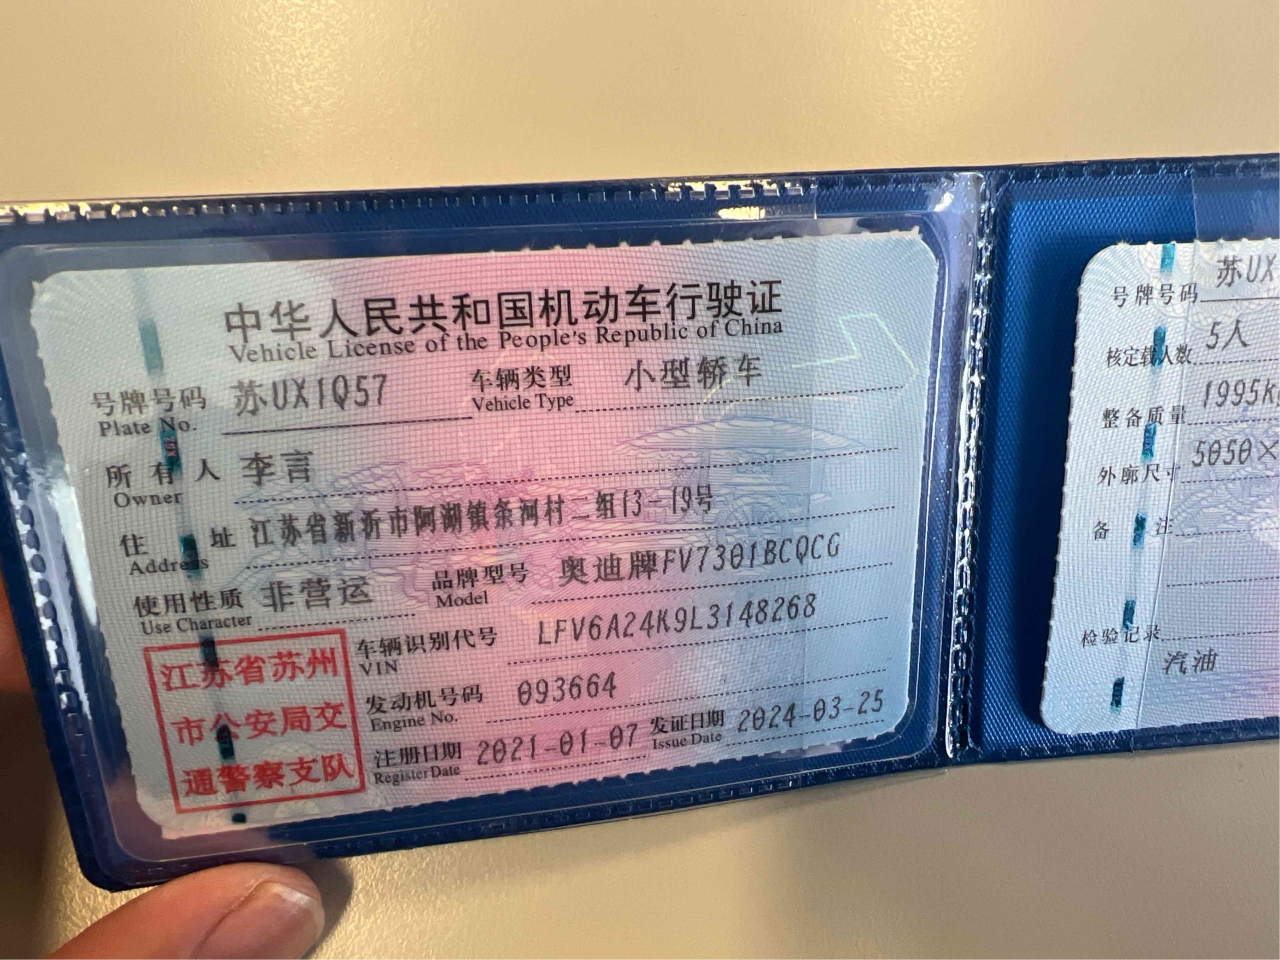 中华人民共和国机动车行驶证
Vehicle License of the People's Republic of China
号牌号码 苏UX1Q57 车辆类型 小型轿车
Plate No. Vehicle Type
所有人 李言
Owner
住址 江苏省新沂市阿湖镇条河村二组13-19号
Address
使用性质 非营运 品牌型号 奥迪牌FV7301BCQCG
Use Character Model
车辆识别代号 LFV6A24K9L3148268
VIN
发动机号码 093664
Engine No.
注册日期 2021-01-07 发证日期 2024-03-25
Register Date Issue Date
江苏省苏州
市公安局交
通警察支队
号牌号码 苏UX
核定载人数 5人
整备质量 1995k
外廓尺寸 5050×
备注
检验记录
汽油